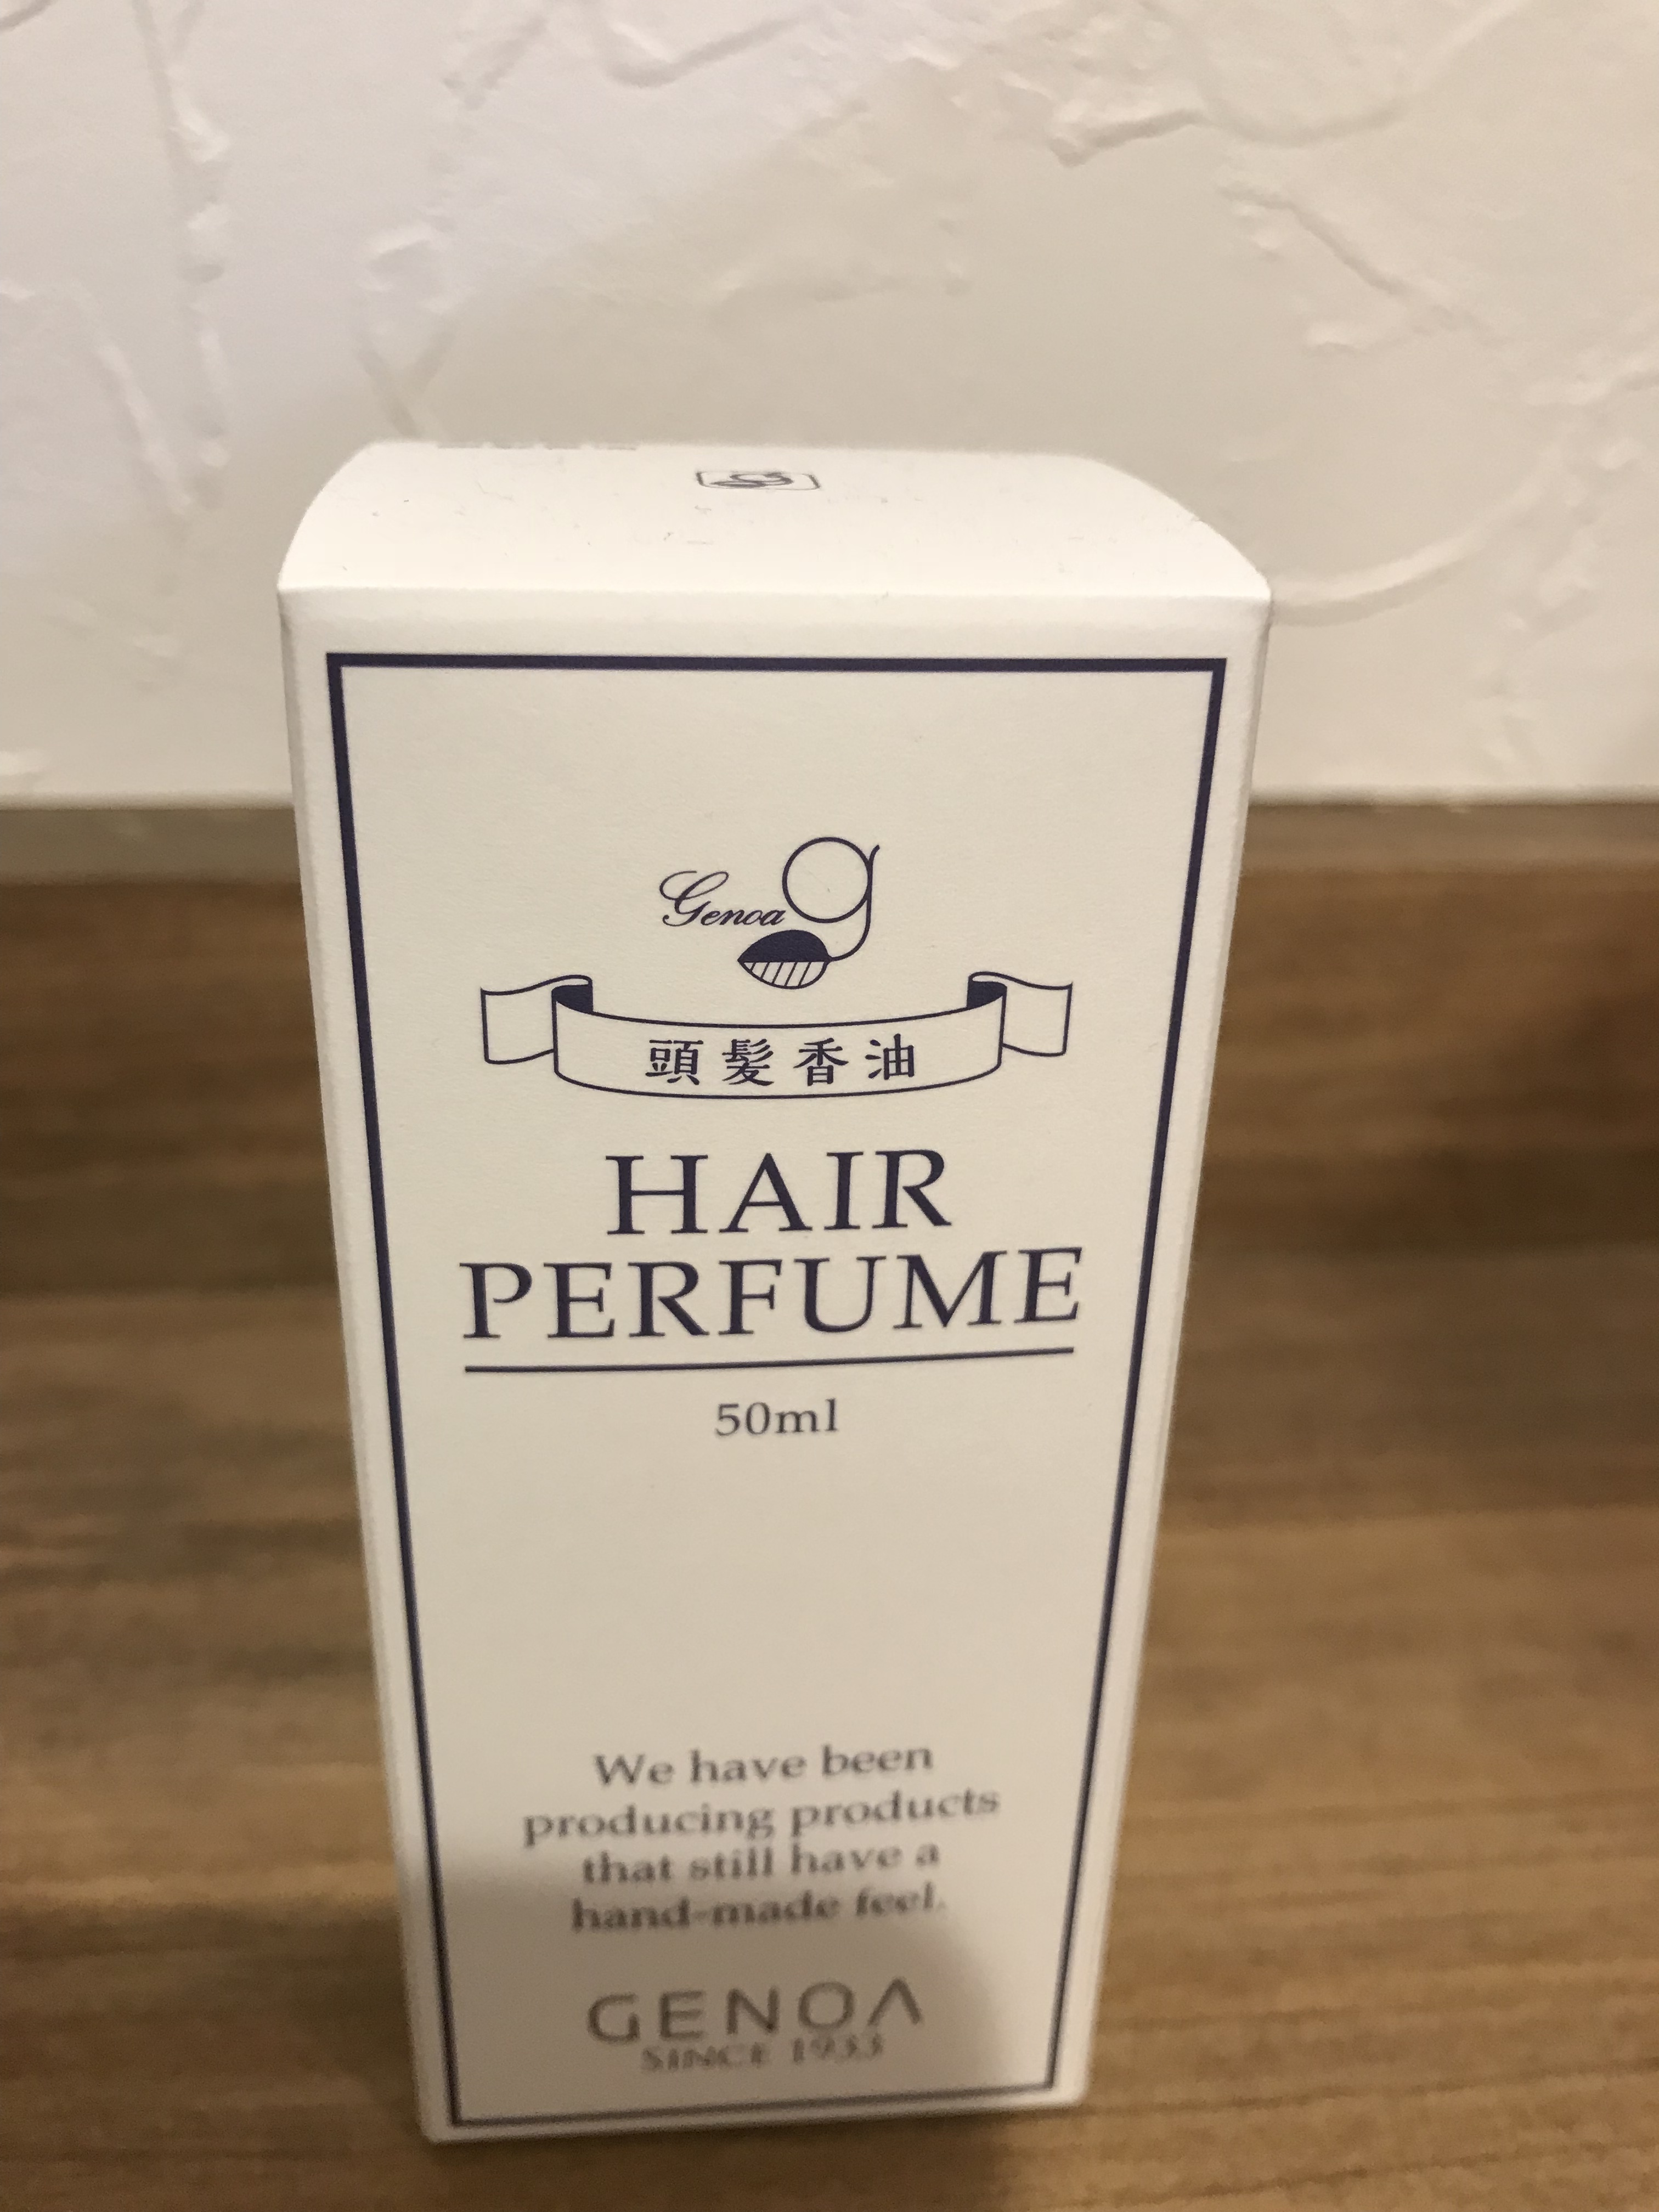 Genoa
頭髪香油
HAIR
PERFUME
50ml
We have been
producing products
that still have a
hand-made feel.
GENOA
SINCE 1933